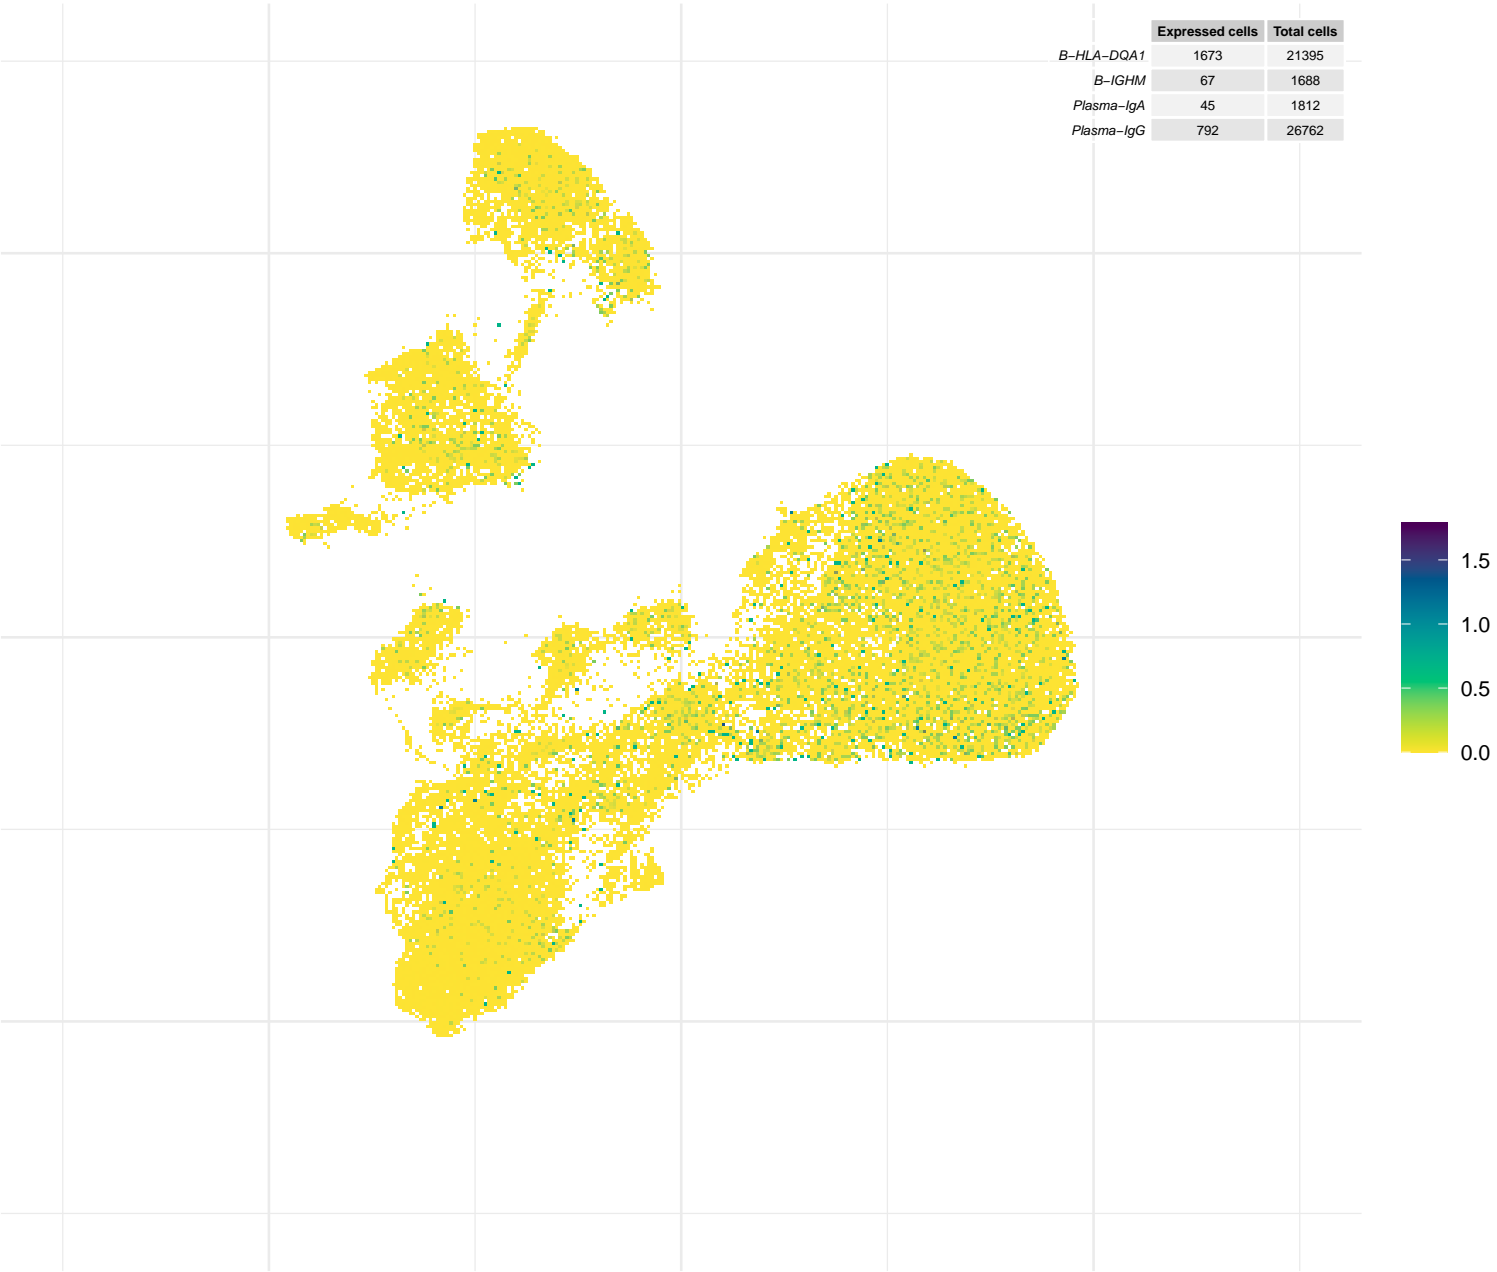 Expressed cells Total cells
B−HLA−DQA1 1673 21395
B−IGHM 67 1688
Plasma−IgA 45 1812
Plasma−IgG 792 26762
1.5
1.0
0.5
0.0